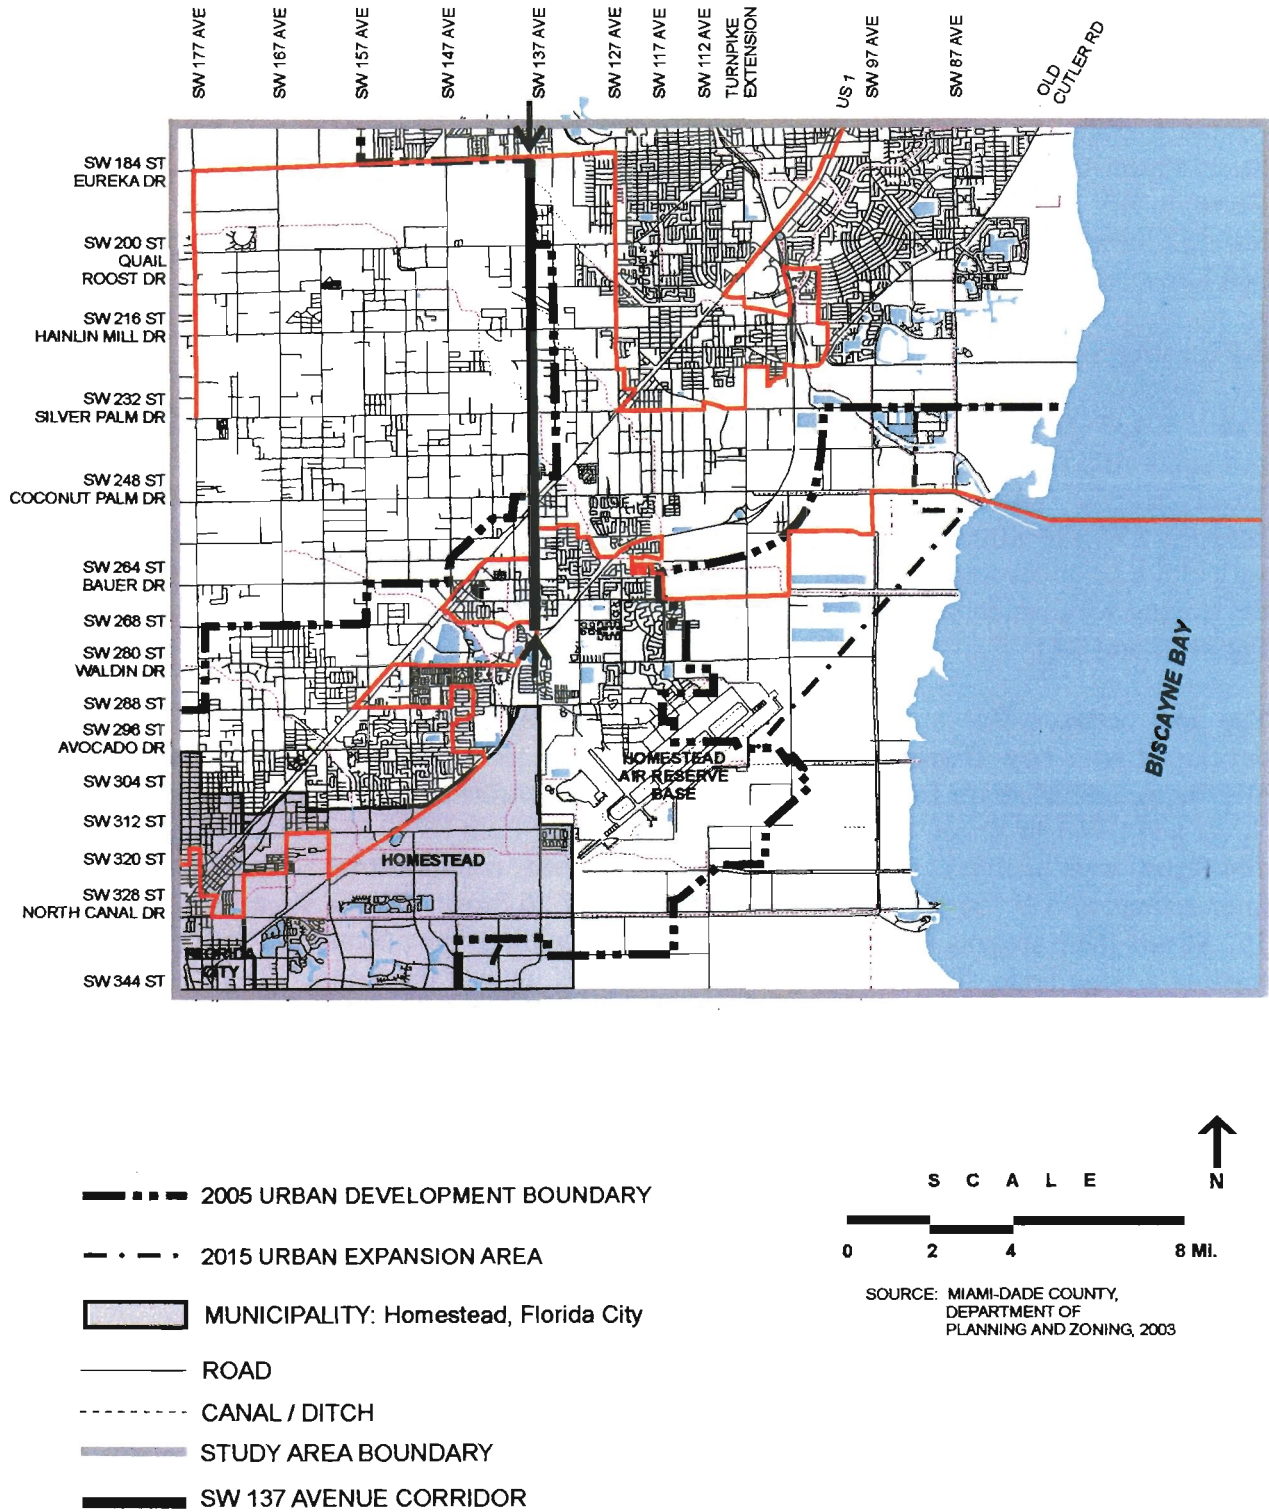 SW 177 AVE
SW 167 AVE
SW 157 AVE
SW 147 AVE
SW 137 AVE
SW 127 AVE
SW 117 AVE
SW 112 AVE
TURNPIKE
EXTENSION
US 1
SW 97 AVE
SW 87 AVE
OLD
CUTLER RD
SW 184 ST
EUREKA DR
SW 200 ST
QUAIL
ROOST DR
SW 216 ST
HAINLIN MILL DR
SW 232 ST
SILVER PALM DR
SW 248 ST
COCONUT PALM DR
SW 264 ST
BAUER DR
SW 268 ST
SW 280 ST
WALDIN DR
SW 288 ST
SW 296 ST
AVOCADO DR
SW 304 ST
SW 312 ST
SW 320 ST
SW 328 ST
NORTH CANAL DR
SW 344 ST
BISCAYNE BAY
HOMESTEAD
AIR RESERVE
BASE
HOMESTEAD
FLORIDA
CITY
2005 URBAN DEVELOPMENT BOUNDARY
2015 URBAN EXPANSION AREA
MUNICIPALITY: Homestead, Florida City
ROAD
CANAL / DITCH
STUDY AREA BOUNDARY
SW 137 AVENUE CORRIDOR
N
SCALE
0 2 4 8 Mi.
SOURCE: MIAMI-DADE COUNTY,
DEPARTMENT OF
PLANNING AND ZONING, 2003